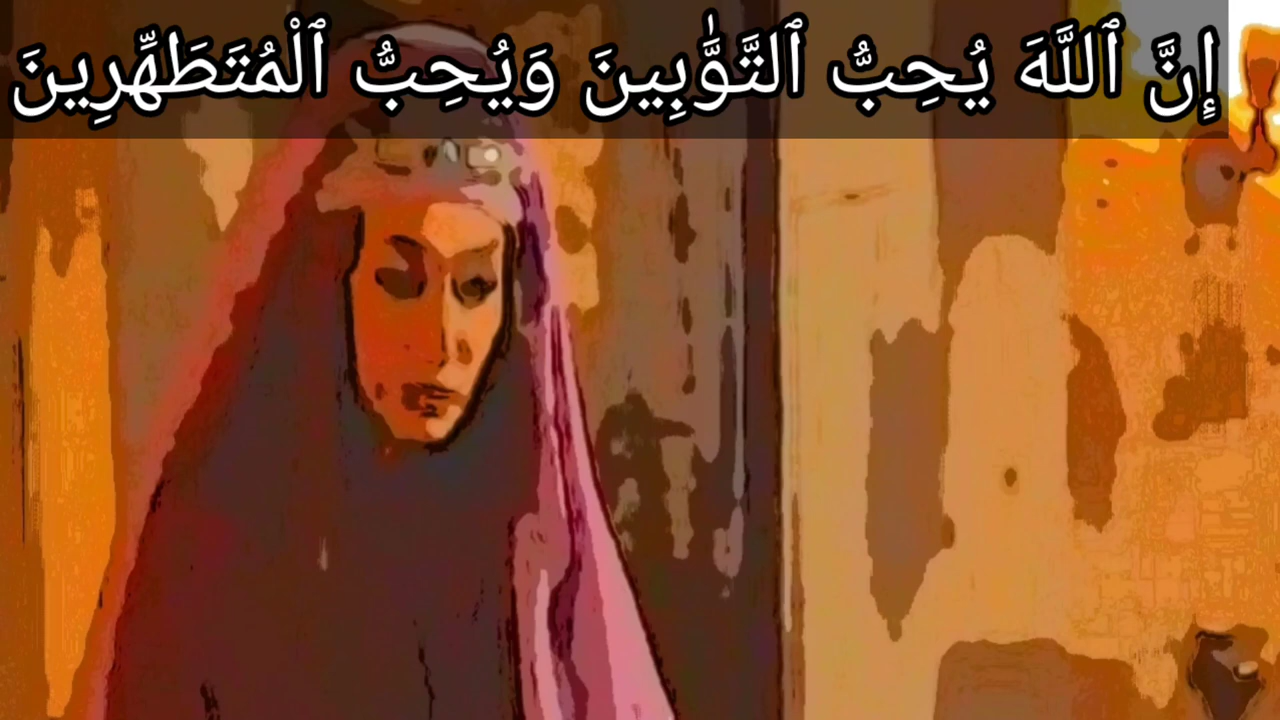 إِنَّ ٱللَّهَ يُحِبُّ ٱلتَّوَّٰبِينَ وَيُحِبُّ ٱلْمُتَطَهِّرِينَ